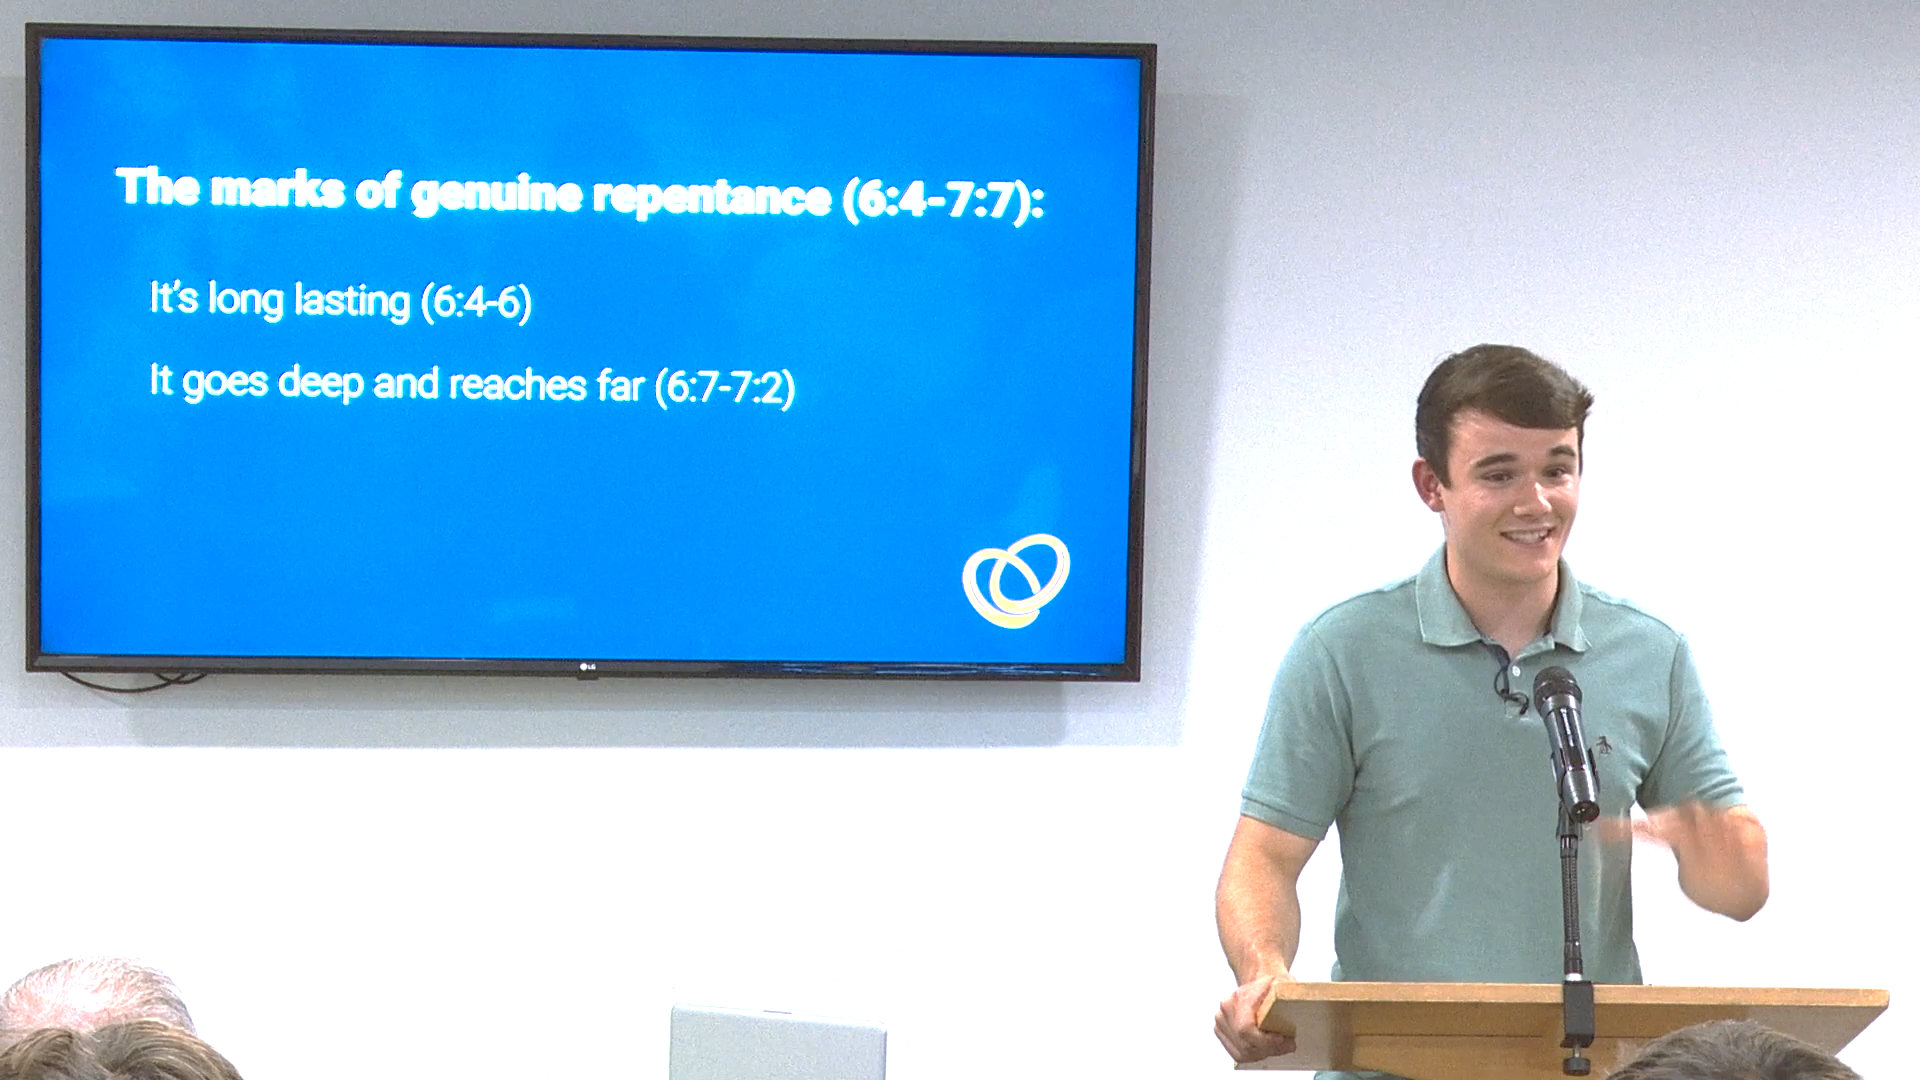 The marks of genuine repentance (6:4-7:7):
It's long lasting (6:4-6)
It goes deep and reaches far (6:7-7:2)
LG